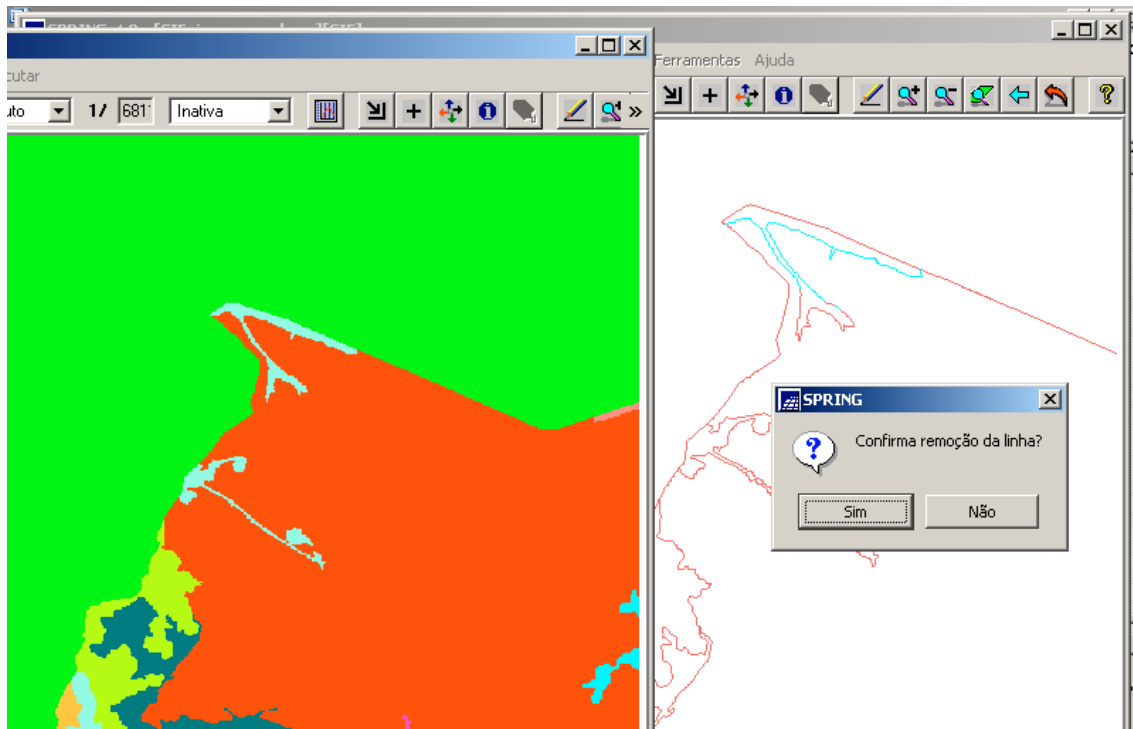 cutar
uto 1/ 681 Inativa
Ferramentas Ajuda
SPRING
Confirma remoção da linha?
Sim Não